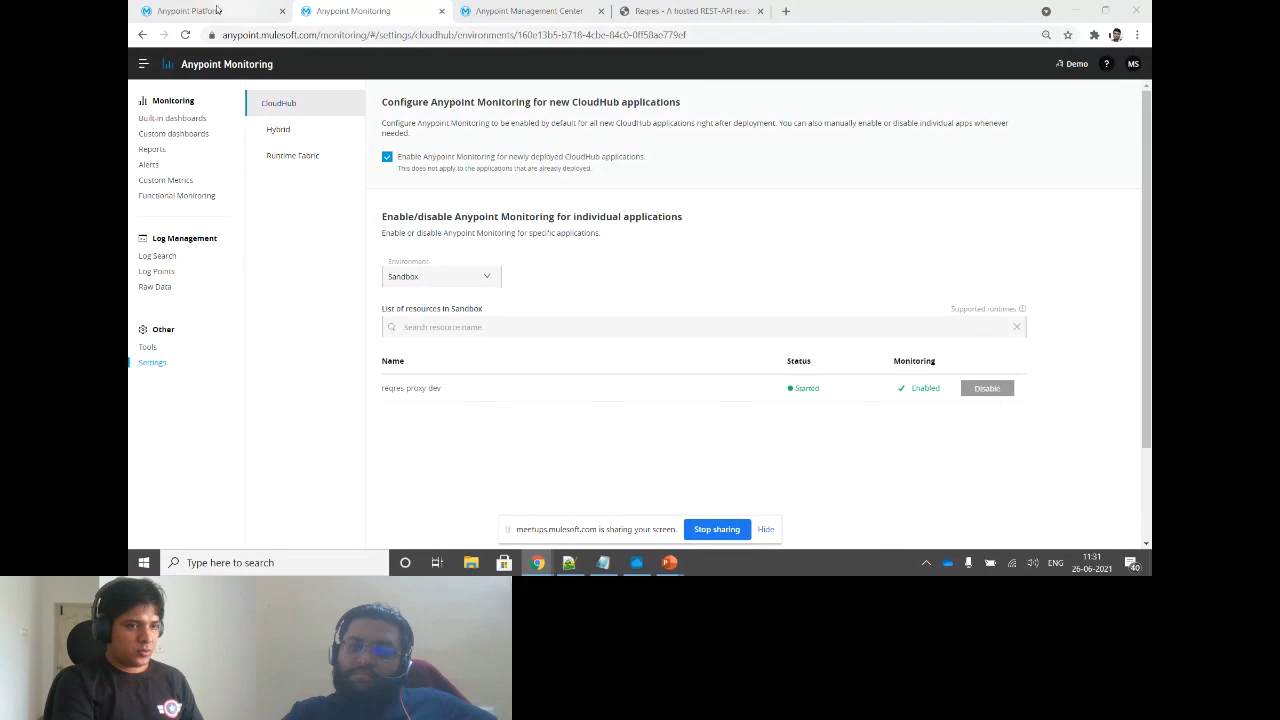 Anypoint Platform
Anypoint Monitoring
Anypoint Management Center
Reqres - A hosted REST-API read
anypoint.mulesoft.com/monitoring/#/settings/cloudhub/environments/160e13b5-b718-4cbe-84c0-0ff58ae779ef
Anypoint Monitoring
Demo
?
MS
Monitoring
Built-in dashboards
Custom dashboards
Reports
Alerts
Custom Metrics
Functional Monitoring
Log Management
Log Search
Log Points
Raw Data
Other
Tools
Settings
CloudHub
Hybrid
Runtime Fabric
Configure Anypoint Monitoring for new CloudHub applications
Configure Anypoint Monitoring to be enabled by default for all new CloudHub applications right after deployment. You can also manually enable or disable individual apps whenever
needed.
Enable Anypoint Monitoring for newly deployed CloudHub applications.
This does not apply to the applications that are already deployed.
Enable/disable Anypoint Monitoring for individual applications
Enable or disable Anypoint Monitoring for specific applications.
Environment
Sandbox
List of resources in Sandbox
Supported runtimes
Search resource name
Name Status Monitoring
reqres-proxy-dev Started Enabled Disable
meetups.mulesoft.com is sharing your screen.
Stop sharing
Hide
Type here to search
ENG
11:31
26-06-2021
40